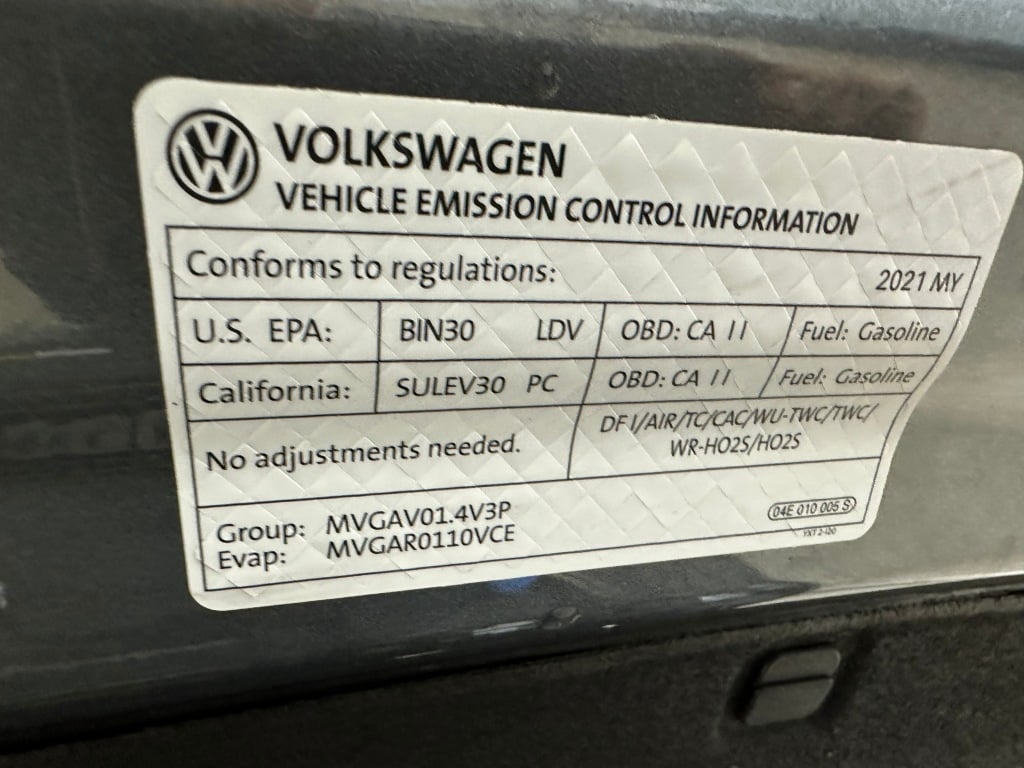 VOLKSWAGEN
VEHICLE EMISSION CONTROL INFORMATION
Conforms to regulations: 2021 MY
U.S. EPA: BIN30 LDV OBD: CA II Fuel: Gasoline
California: SULEV30 PC OBD: CA II Fuel: Gasoline
No adjustments needed.
DFI/AIR/TC/CAC/WU-TWC/TWC/
WR-HO2S/HO2S
Group: MVGAV01.4V3P
Evap: MVGAR0110VCE
04E 010 005 S